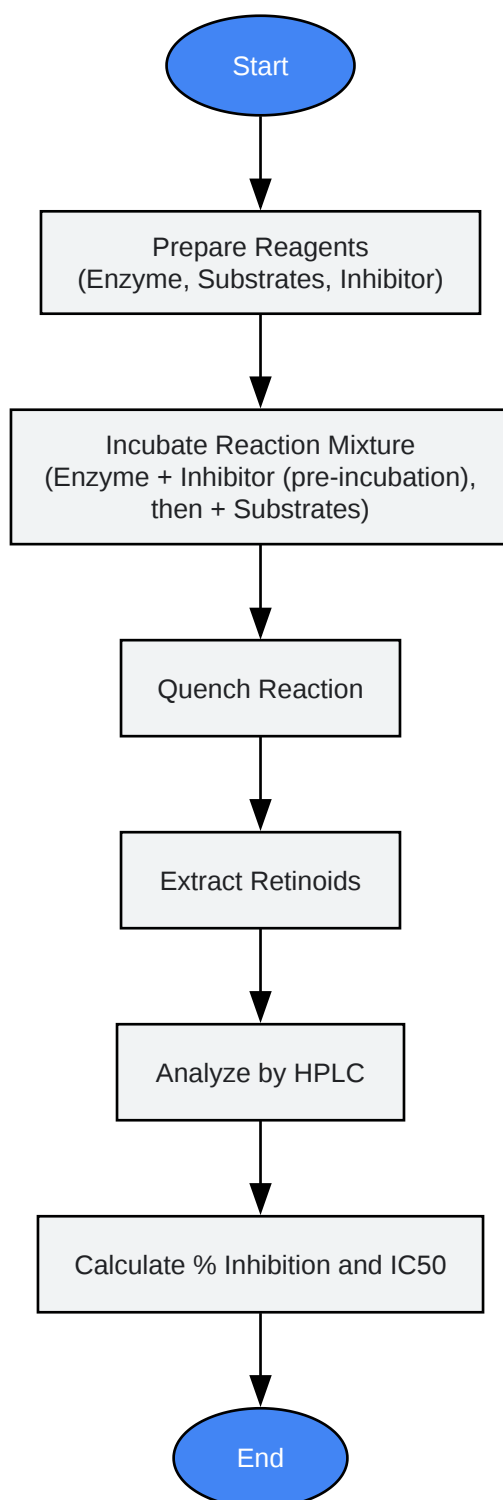 Start
Prepare Reagents
(Enzyme, Substrates, Inhibitor)
Incubate Reaction Mixture
(Enzyme + Inhibitor (pre-incubation),
then + Substrates)
Quench Reaction
Extract Retinoids
Analyze by HPLC
Calculate % Inhibition and IC50
End